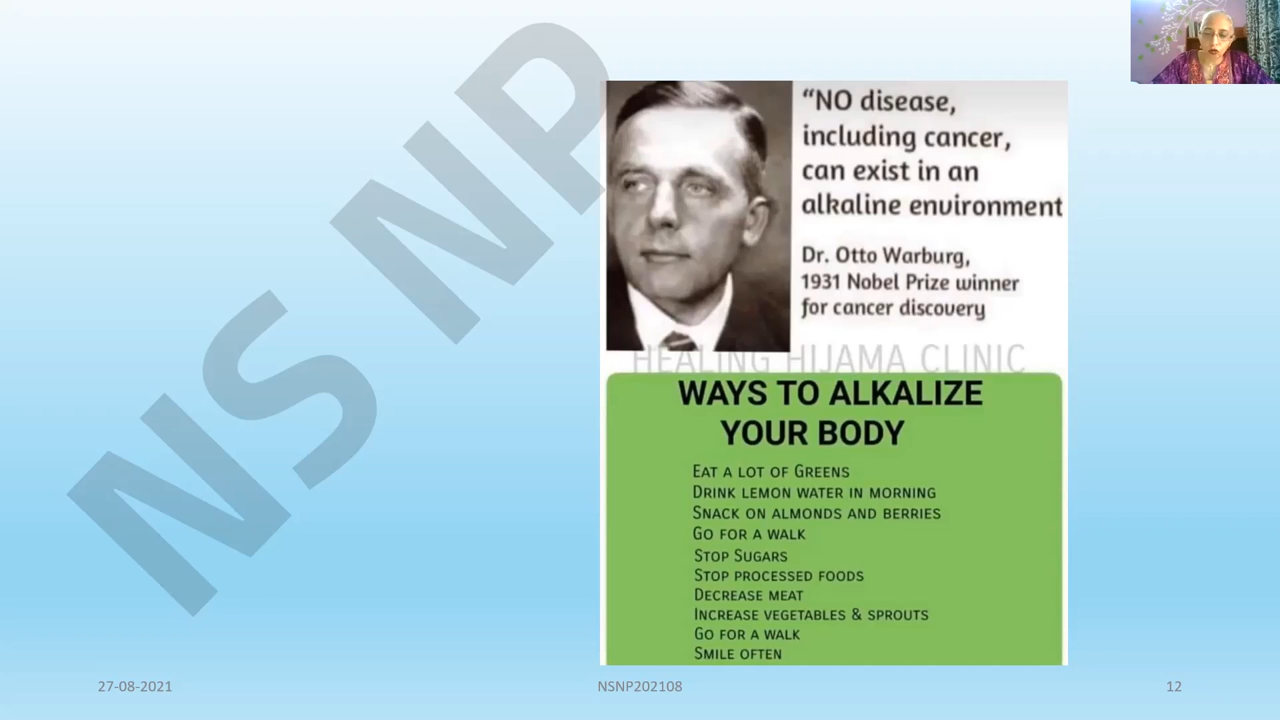 NS NP
“NO disease,
including cancer,
can exist in an
alkaline environment
Dr. Otto Warburg,
1931 Nobel Prize winner
for cancer discovery
HEALING HIJAMA CLINIC
WAYS TO ALKALIZE
YOUR BODY
EAT A LOT OF GREENS
DRINK LEMON WATER IN MORNING
SNACK ON ALMONDS AND BERRIES
GO FOR A WALK
STOP SUGARS
STOP PROCESSED FOODS
DECREASE MEAT
INCREASE VEGETABLES & SPROUTS
GO FOR A WALK
SMILE OFTEN
27-08-2021
NSNP202108
12